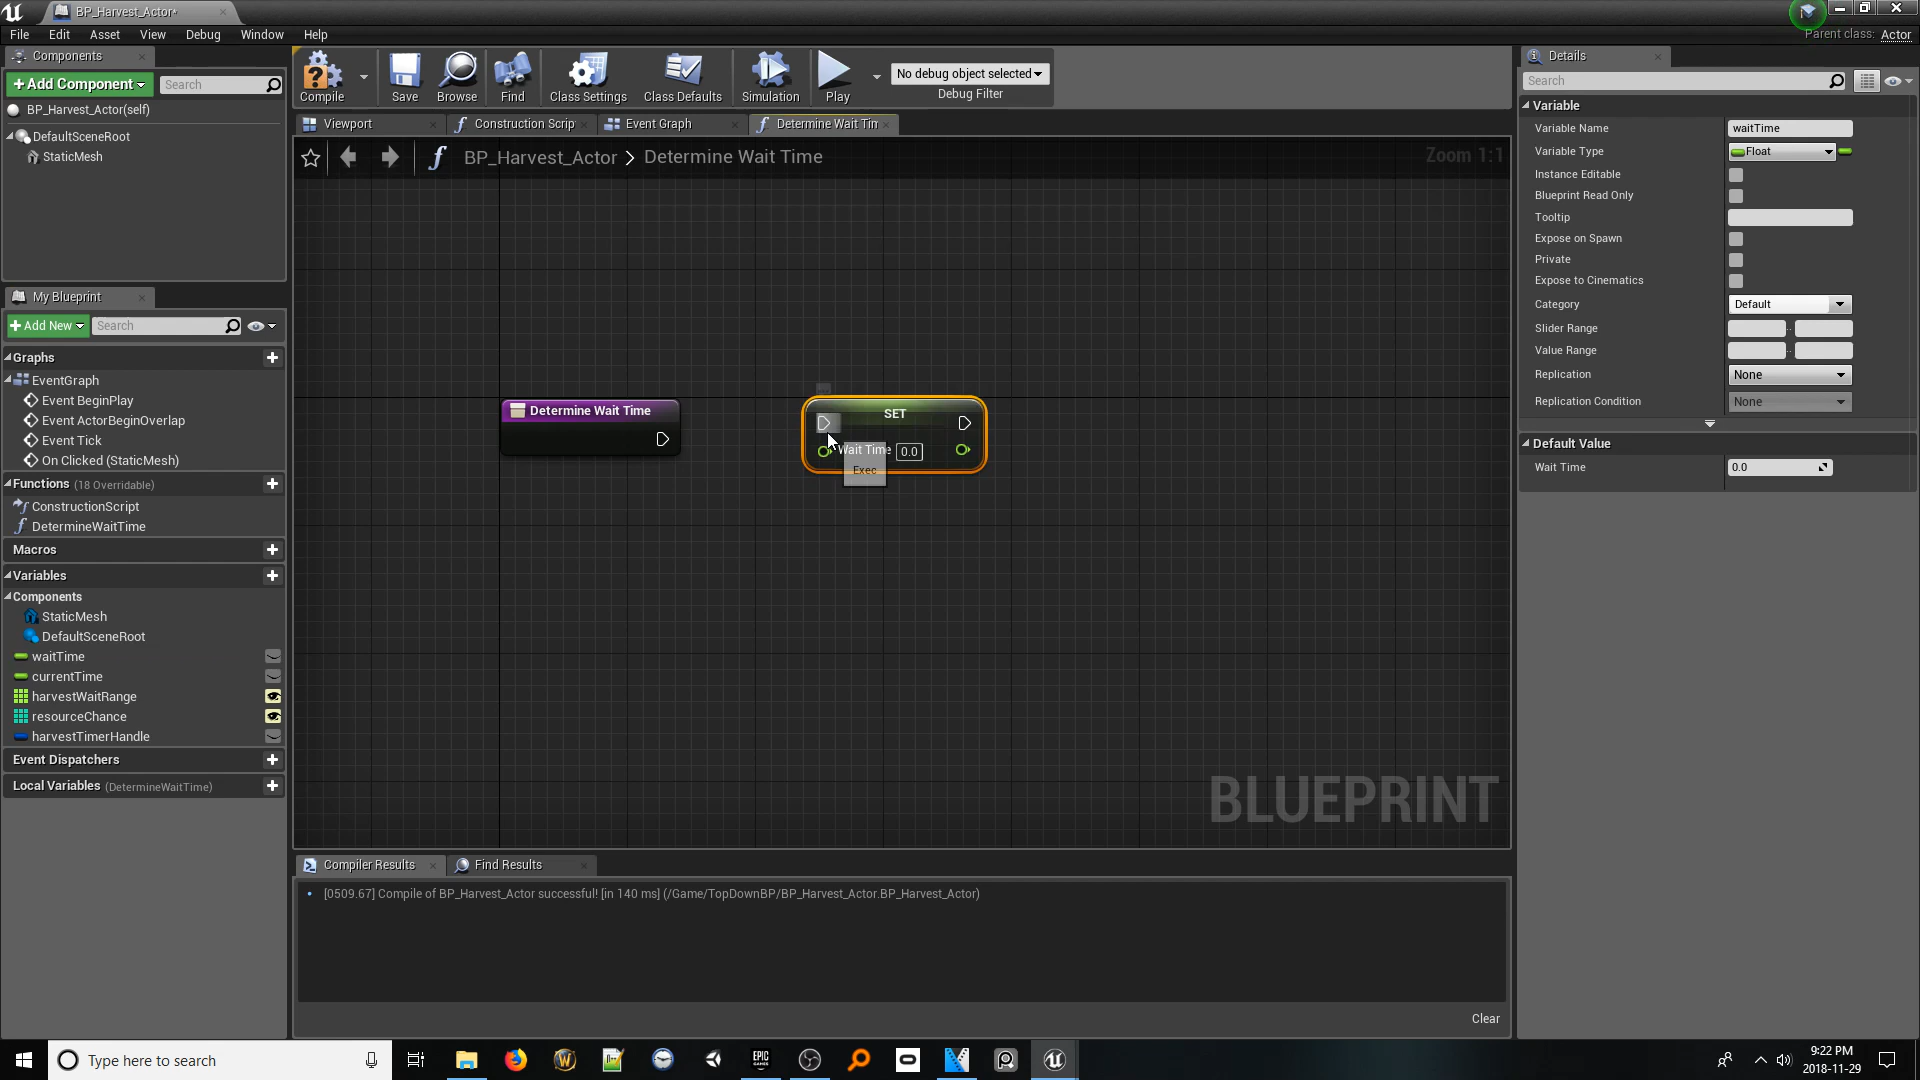 BP_Harvest_Actor*
File Edit Asset View Debug Window Help
Parent class: Actor
Components
+ Add Component
Search
BP_Harvest_Actor(self)
DefaultSceneRoot
StaticMesh
My Blueprint
+ Add New
Search
Graphs
EventGraph
Event BeginPlay
Event ActorBeginOverlap
Event Tick
On Clicked (StaticMesh)
Functions (18 Overridable)
ConstructionScript
DetermineWaitTime
Macros
Variables
Components
StaticMesh
DefaultSceneRoot
waitTime
currentTime
harvestWaitRange
resourceChance
harvestTimerHandle
Event Dispatchers
Local Variables (DetermineWaitTime)
Compile Save Browse Find Class Settings Class Defaults Simulation Play
No debug object selected
Debug Filter
Viewport Construction Scrip Event Graph Determine Wait Tim
BP_Harvest_Actor > Determine Wait Time
Zoom 1:1
Determine Wait Time
SET
Wait Time 0.0
Exec
BLUEPRINT
Compiler Results Find Results
[0509.67] Compile of BP_Harvest_Actor successful! [in 140 ms] (/Game/TopDownBP/BP_Harvest_Actor.BP_Harvest_Actor)
Clear
Details
Search
Variable
Variable Name waitTime
Variable Type Float
Instance Editable
Blueprint Read Only
Tooltip
Expose on Spawn
Private
Expose to Cinematics
Category Default
Slider Range
Value Range
Replication None
Replication Condition None
Default Value
Wait Time 0.0
Type here to search
EPIC GAMES
9:22 PM
2018-11-29